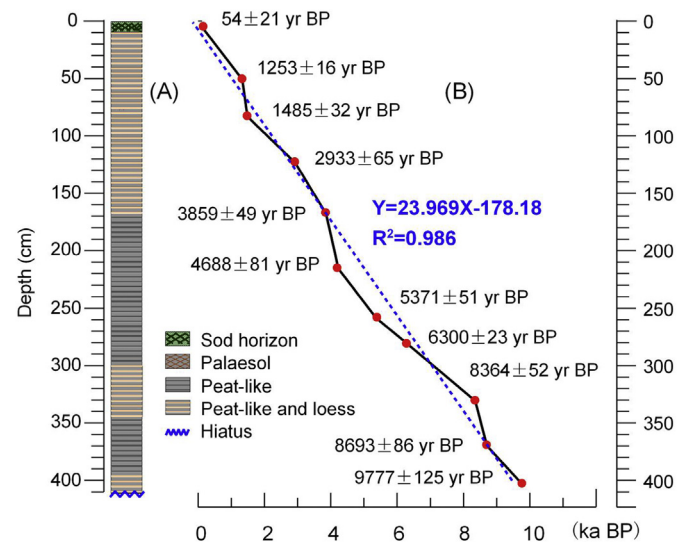 0
50
100
150
200
250
300
350
400
Depth (cm)
(A)
(B)
54±21 yr BP
1253±16 yr BP
1485±32 yr BP
2933±65 yr BP
3859±49 yr BP
4688±81 yr BP
5371±51 yr BP
6300±23 yr BP
8364±52 yr BP
8693±86 yr BP
9777±125 yr BP
Y=23.969X-178.18
R²=0.986
Sod horizon
Palaesol
Peat-like
Peat-like and loess
Hiatus
0 2 4 6 8 10 (ka BP)
0
50
100
150
200
250
300
350
400